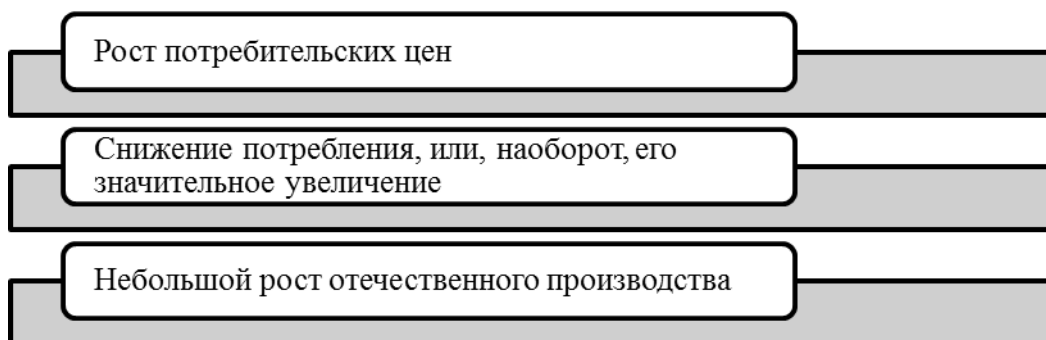 Рост потребительских цен
Снижение потребления, или, наоборот, его
значительное увеличение
Небольшой рост отечественного производства